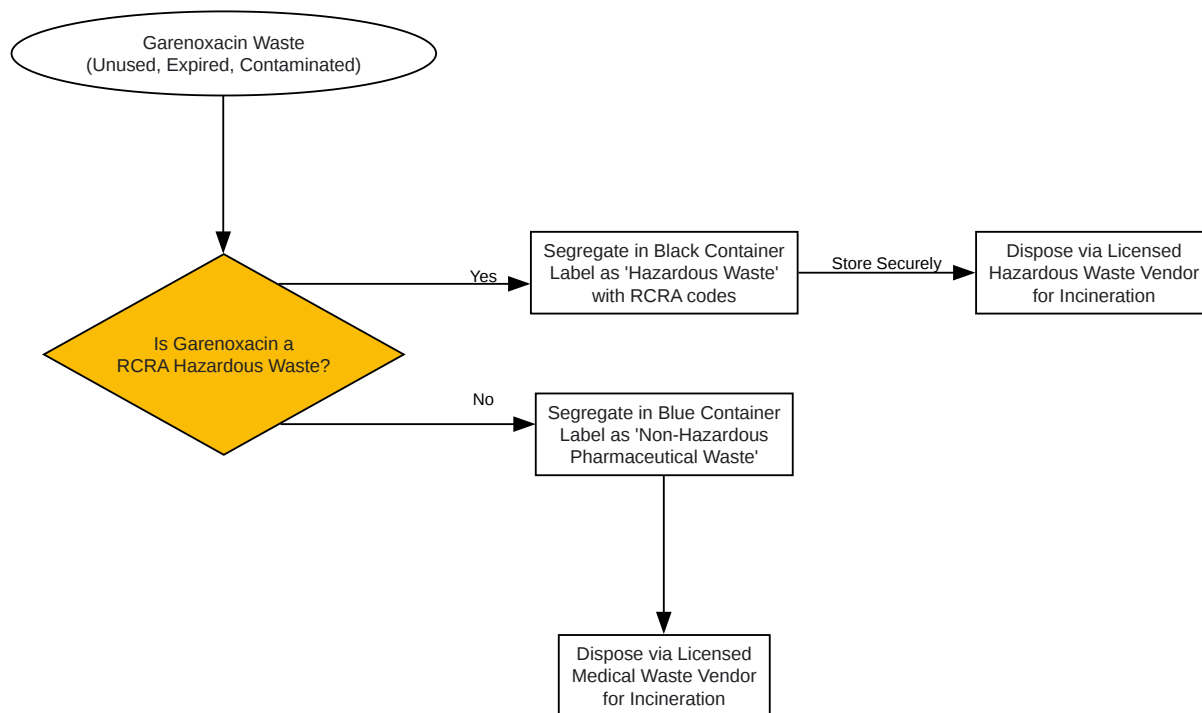 Garenoxacin Waste
(Unused, Expired, Contaminated)
Is Garenoxacin a
RCRA Hazardous Waste?
Yes
Segregate in Black Container
Label as 'Hazardous Waste'
with RCRA codes
Store Securely
Dispose via Licensed
Hazardous Waste Vendor
for Incineration
No
Segregate in Blue Container
Label as 'Non-Hazardous
Pharmaceutical Waste'
Dispose via Licensed
Medical Waste Vendor
for Incineration